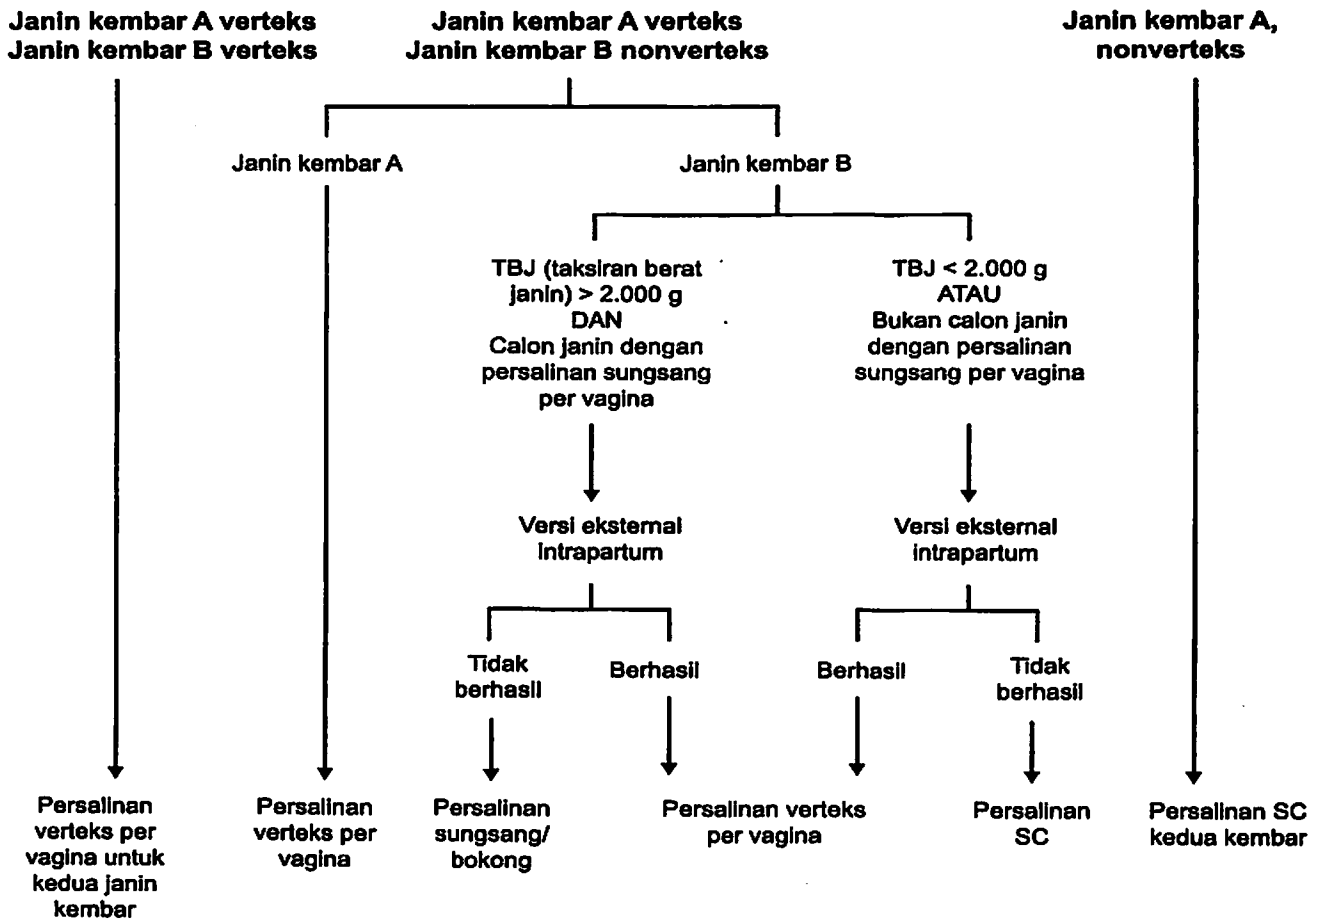 Janin kembar A verteks
Janin kembar B verteks
Janin kembar A verteks
Janin kembar B nonverteks
Janin kembar A,
nonverteks
Janin kembar A
Janin kembar B
TBJ (taksiran berat
janin) > 2.000 g
DAN
Calon janin dengan
persalinan sungsang
per vagina
TBJ < 2.000 g
ATAU
Bukan calon janin
dengan persalinan
sungsang per vagina
Versi eksternal
intrapartum
Versi eksternal
intrapartum
Tidak
berhasil
Berhasil
Berhasil
Tidak
berhasil
Persalinan
verteks per
vagina untuk
kedua janin
kembar
Persalinan
verteks per
vagina
Persalinan
sungsang/
bokong
Persalinan verteks
per vagina
Persalinan
SC
Persalinan SC
kedua kembar